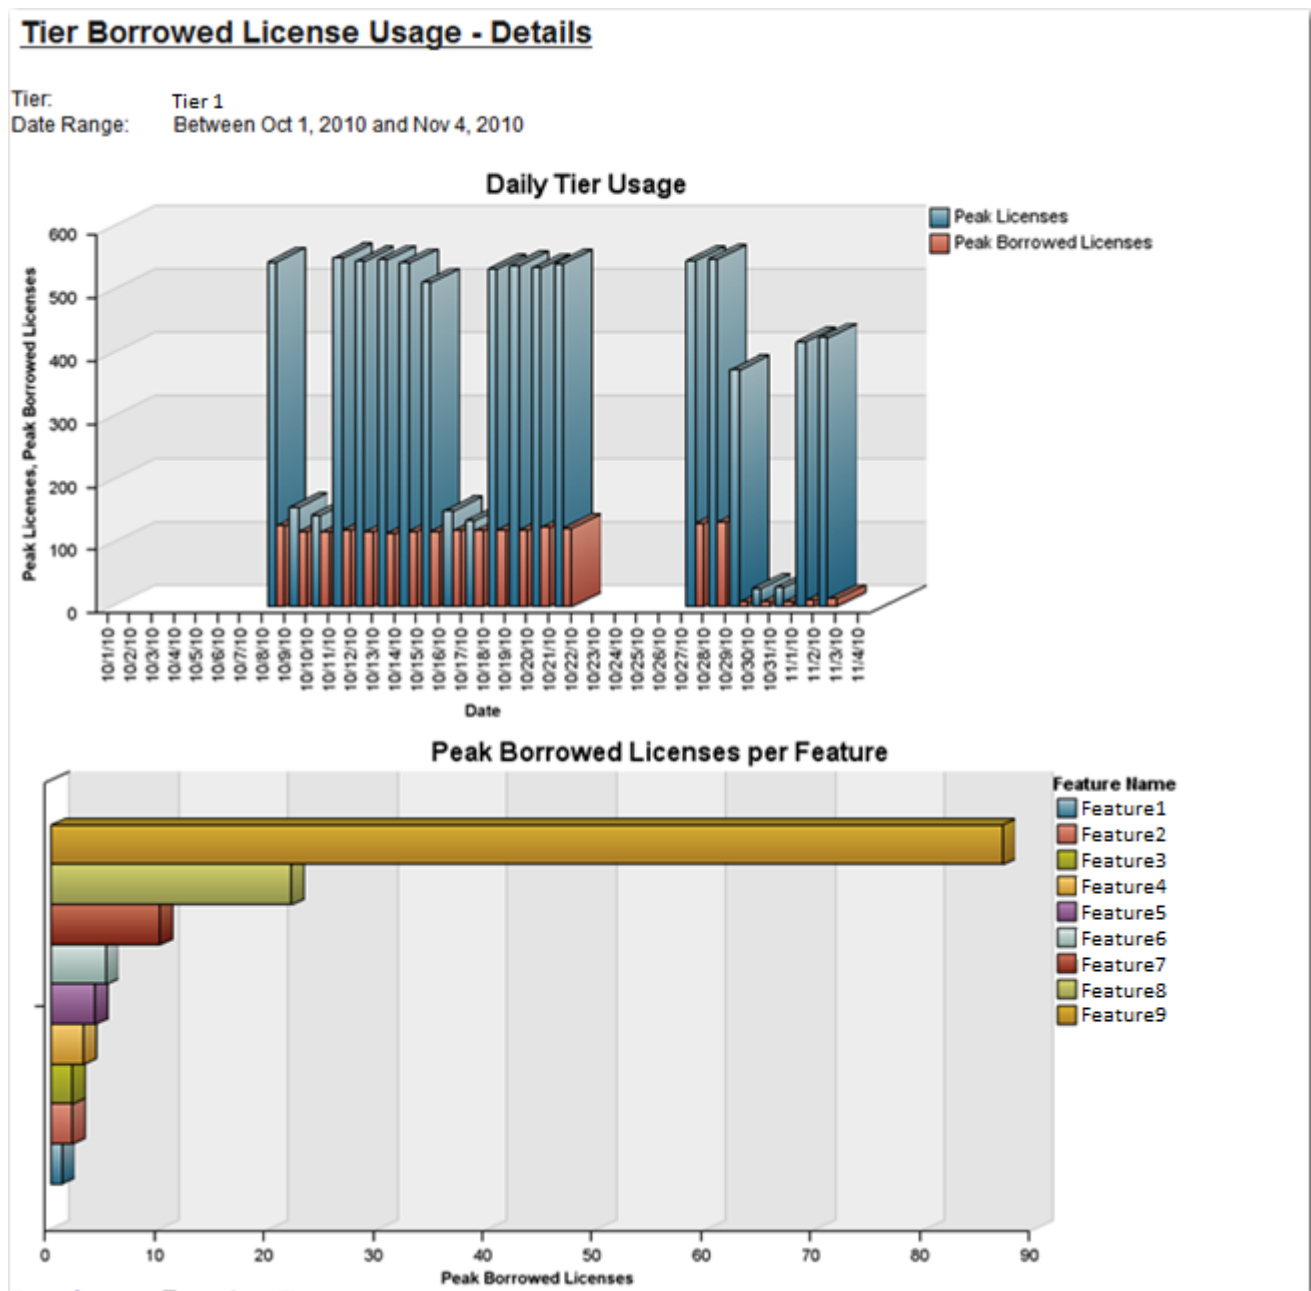 Tier Borrowed License Usage - Details
Tier: Tier 1
Date Range: Between Oct 1, 2010 and Nov 4, 2010
Daily Tier Usage
Peak Licenses
Peak Borrowed Licenses
Peak Licenses, Peak Borrowed Licenses
600
500
400
300
200
100
0
10/1/10 10/2/10 10/3/10 10/4/10 10/5/10 10/6/10 10/7/10 10/8/10 10/9/10 10/10/10 10/11/10 10/12/10 10/13/10 10/14/10 10/15/10 10/16/10 10/17/10 10/18/10 10/19/10 10/20/10 10/21/10 10/22/10 10/23/10 10/24/10 10/25/10 10/26/10 10/27/10 10/28/10 10/29/10 10/30/10 10/31/10 11/1/10 11/2/10 11/3/10 11/4/10
Date
Peak Borrowed Licenses per Feature
Feature Name
Feature1
Feature2
Feature3
Feature4
Feature5
Feature6
Feature7
Feature8
Feature9
0 10 20 30 40 50 60 70 80 90
Peak Borrowed Licenses